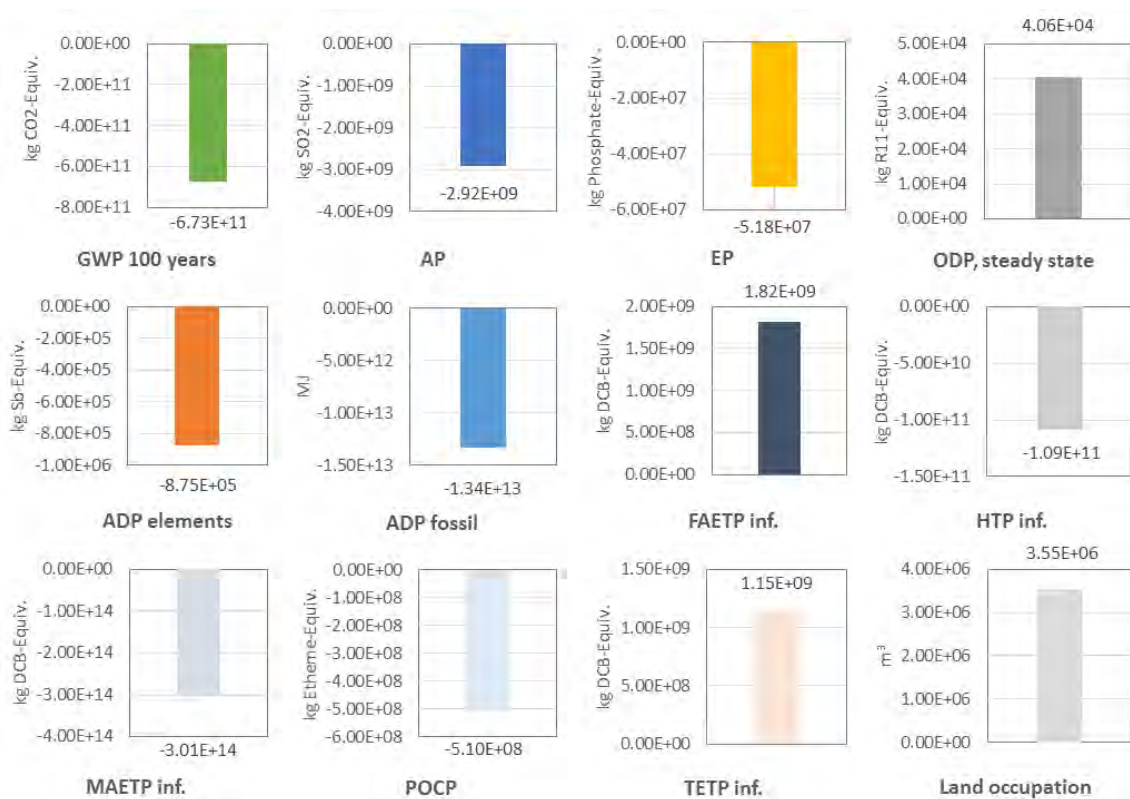 0.00E+00
-2.00E+11
-4.00E+11
-6.00E+11
-8.00E+11
kg CO2-Equiv.
-6.73E+11
GWP 100 years
0.00E+00
-1.00E+09
-2.00E+09
-3.00E+09
-4.00E+09
kg SO2-Equiv.
-2.92E+09
AP
0.00E+00
-2.00E+07
-4.00E+07
-6.00E+07
kg Phosphate-Equiv.
-5.18E+07
EP
4.06E+04
5.00E+04
4.00E+04
3.00E+04
2.00E+04
1.00E+04
0.00E+00
kg R11-Equiv.
ODP, steady state
0.00E+00
-2.00E+05
-4.00E+05
-6.00E+05
-8.00E+05
-1.00E+06
kg Sb-Equiv.
-8.75E+05
ADP elements
0.00E+00
-5.00E+12
-1.00E+13
-1.50E+13
MJ
-1.34E+13
ADP fossil
2.00E+09
1.50E+09
1.00E+09
5.00E+08
0.00E+00
kg DCB-Equiv.
1.82E+09
FAETP inf.
0.00E+00
-5.00E+10
-1.00E+11
-1.50E+11
kg DCB-Equiv.
-1.09E+11
HTP inf.
0.00E+00
-1.00E+14
-2.00E+14
-3.00E+14
-4.00E+14
kg DCB-Equiv.
-3.01E+14
MAETP inf.
0.00E+00
-1.00E+08
-2.00E+08
-3.00E+08
-4.00E+08
-5.00E+08
-6.00E+08
kg Etheme-Equiv.
-5.10E+08
POCP
1.50E+09
1.00E+09
5.00E+08
0.00E+00
kg DCB-Equiv.
1.15E+09
TETP inf.
3.55E+06
4.00E+06
3.00E+06
2.00E+06
1.00E+06
0.00E+00
m³
Land occupation